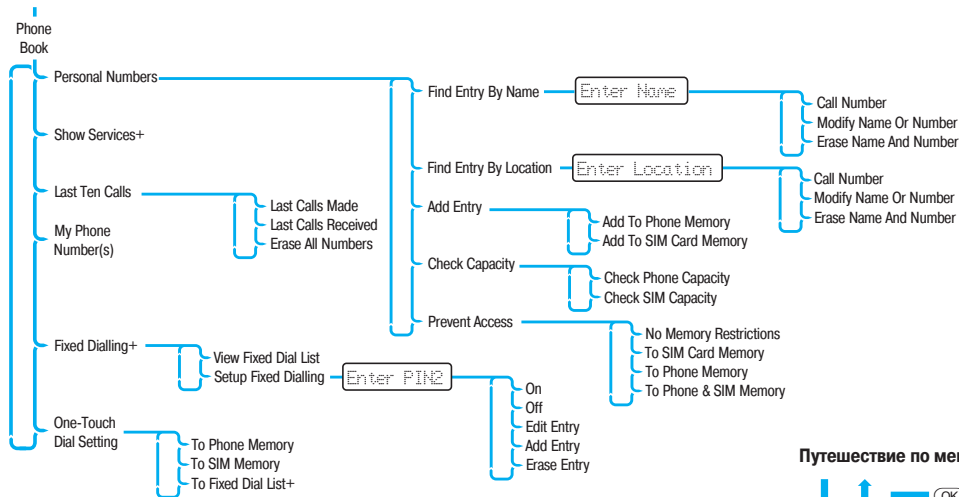 Phone
Book
Personal Numbers
Show Services+
Last Ten Calls
Last Calls Made
Last Calls Received
Erase All Numbers
My Phone
Number(s)
Fixed Dialling+
View Fixed Dial List
Setup Fixed Dialling
Enter PIN2
On
Off
Edit Entry
Add Entry
Erase Entry
One-Touch
Dial Setting
To Phone Memory
To SIM Memory
To Fixed Dial List+
Find Entry By Name
Enter Name
Call Number
Modify Name Or Number
Erase Name And Number
Find Entry By Location
Enter Location
Call Number
Modify Name Or Number
Erase Name And Number
Add Entry
Add To Phone Memory
Add To SIM Card Memory
Check Capacity
Check Phone Capacity
Check SIM Capacity
Prevent Access
No Memory Restrictions
To SIM Card Memory
To Phone Memory
To Phone & SIM Memory
Путешествие по